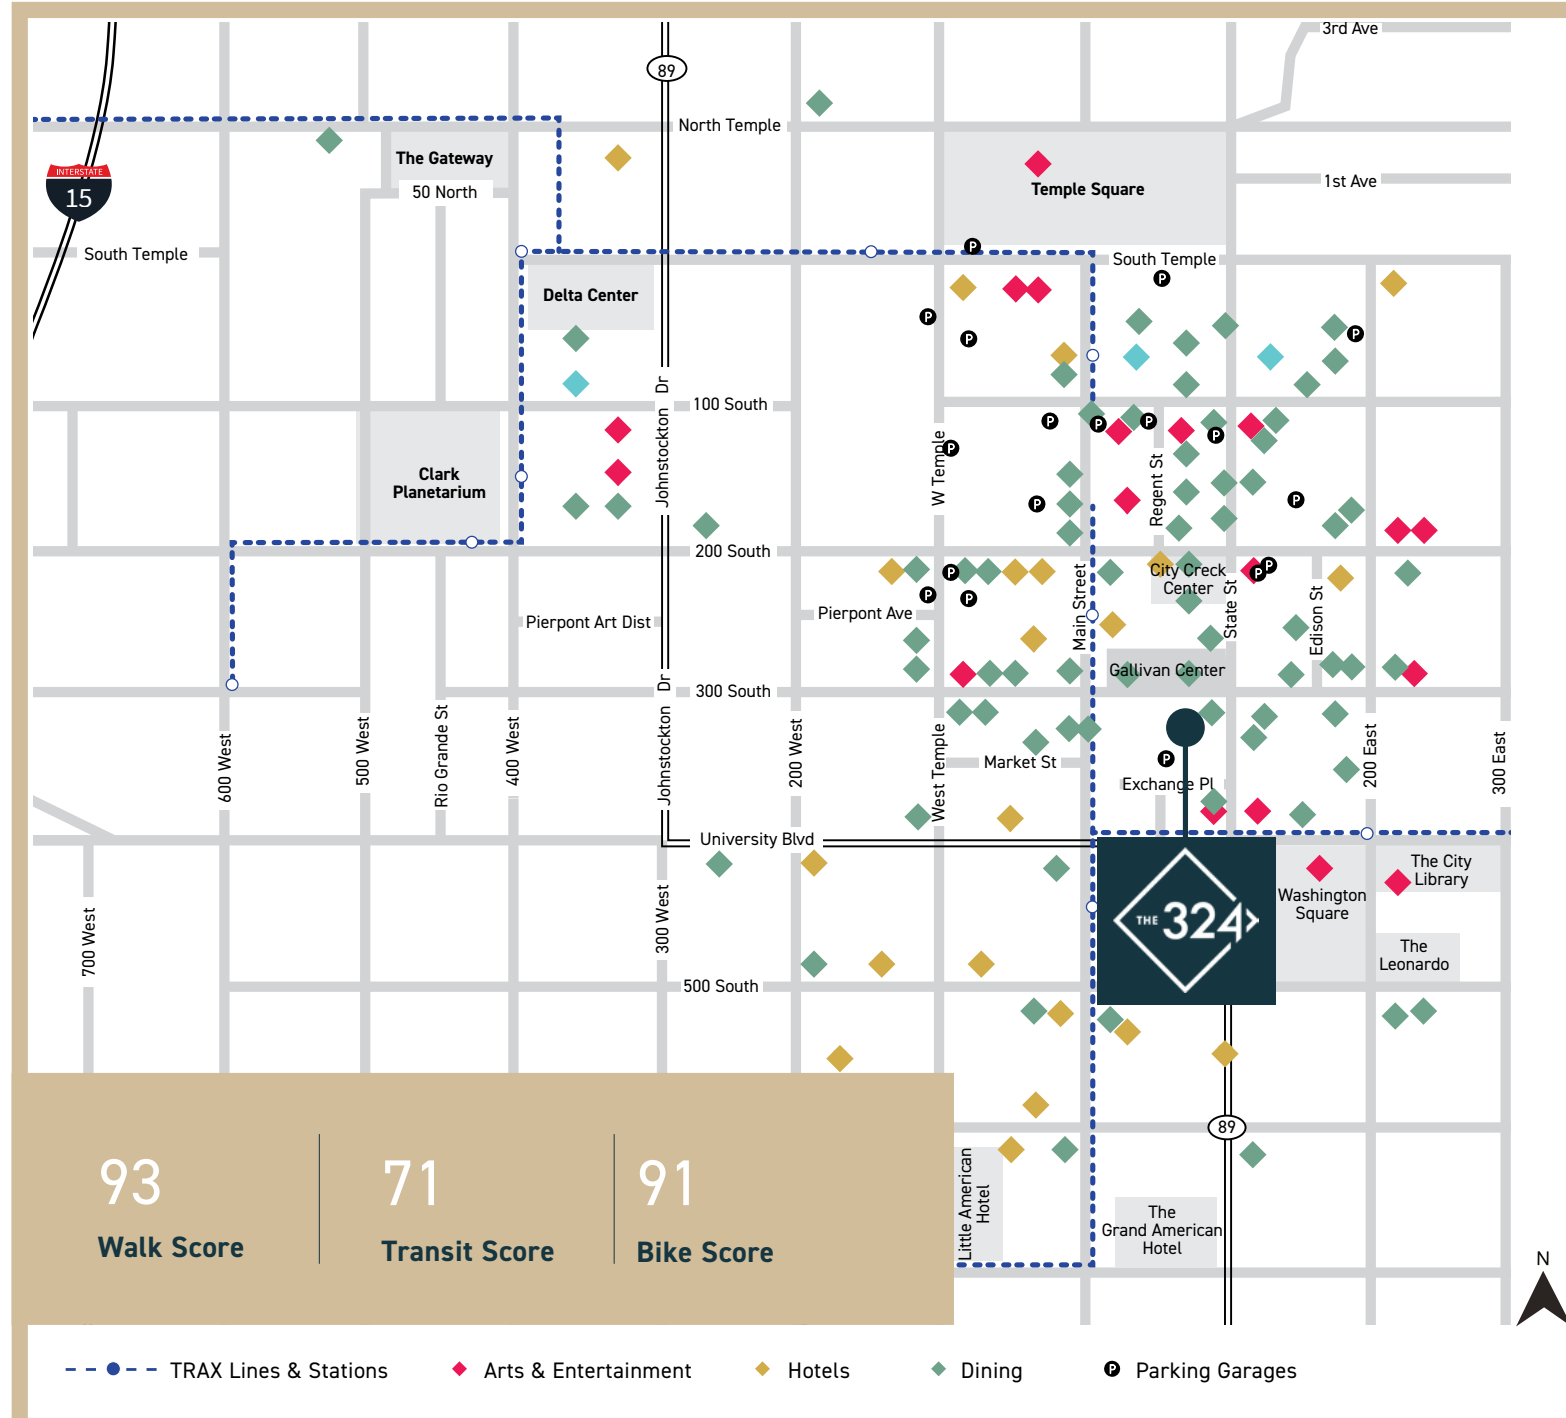 3rd Ave
89
North Temple
The Gateway
INTERSTATE
15
50 North
1st Ave
Temple Square
South Temple
South Temple
P
P
Delta Center
P
P
P
Johnstockton Dr
100 South
P
P
P
P
P
W Temple
Regent St
Clark
Planetarium
P
P
200 South
P
P
P
P
P
City Creek
Center
Main Street
State St
Edison St
Pierpont Art Dist
Pierpont Ave
Gallivan Center
300 South
Johnstockton Dr
600 West
500 West
Rio Grande St
400 West
200 West
West Temple
Market St
P
Exchange Pl
200 East
300 East
University Blvd
THE 324
Washington
Square
The City
Library
The
Leonardo
700 West
300 West
500 South
89
93
Walk Score
71
Transit Score
91
Bike Score
Little American
Hotel
The
Grand American
Hotel
N
TRAX Lines & Stations
Arts & Entertainment
Hotels
Dining
P
Parking Garages